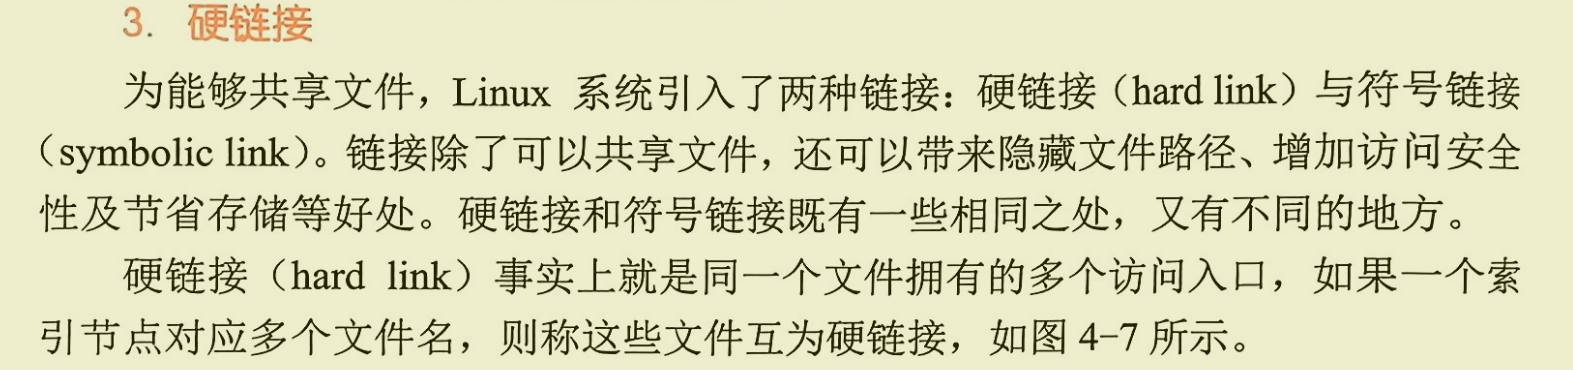 3. 硬链接
为能够共享文件，Linux 系统引入了两种链接：硬链接（hard link）与符号链接
（symbolic link）。链接除了可以共享文件，还可以带来隐藏文件路径、增加访问安全
性及节省存储等好处。硬链接和符号链接既有一些相同之处，又有不同的地方。
硬链接（hard link）事实上就是同一个文件拥有的多个访问入口，如果一个索
引节点对应多个文件名，则称这些文件互为硬链接，如图 4-7 所示。